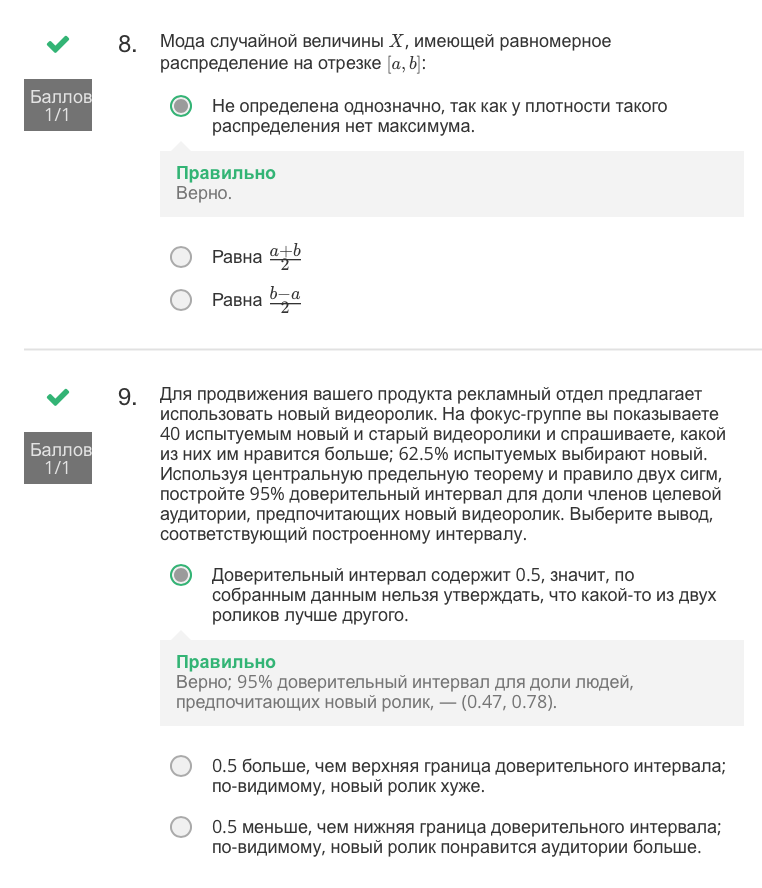 8.
Мода случайной величины X, имеющей равномерное
распределение на отрезке [a, b]:
Баллов
1/1
Не определена однозначно, так как у плотности такого
распределения нет максимума.
Правильно
Верно.
Равна a+b/2
Равна b−a/2
9.
Для продвижения вашего продукта рекламный отдел предлагает
использовать новый видеоролик. На фокус-группе вы показываете
40 испытуемым новый и старый видеоролики и спрашиваете, какой
из них им нравится больше; 62.5% испытуемых выбирают новый.
Используя центральную предельную теорему и правило двух сигм,
постройте 95% доверительный интервал для доли членов целевой
аудитории, предпочитающих новый видеоролик. Выберите вывод,
соответствующий построенному интервалу.
Баллов
1/1
Доверительный интервал содержит 0.5, значит, по
собранным данным нельзя утверждать, что какой-то из двух
роликов лучше другого.
Правильно
Верно; 95% доверительный интервал для доли людей,
предпочитающих новый ролик, — (0.47, 0.78).
0.5 больше, чем верхняя граница доверительного интервала;
по-видимому, новый ролик хуже.
0.5 меньше, чем нижняя граница доверительного интервала;
по-видимому, новый ролик понравится аудитории больше.